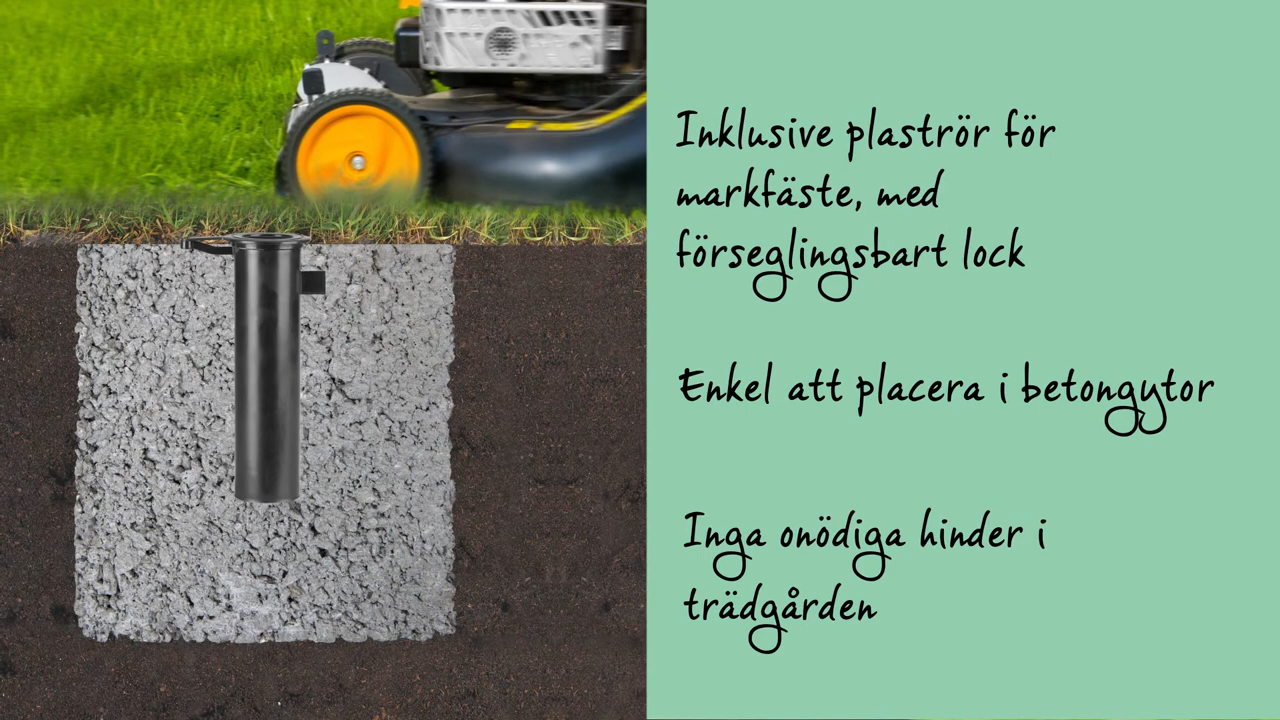 Inklusive plaströr för
markfäste, med
förseglingsbart lock
Enkel att placera i betongytor
Inga onödiga hinder i
trädgården